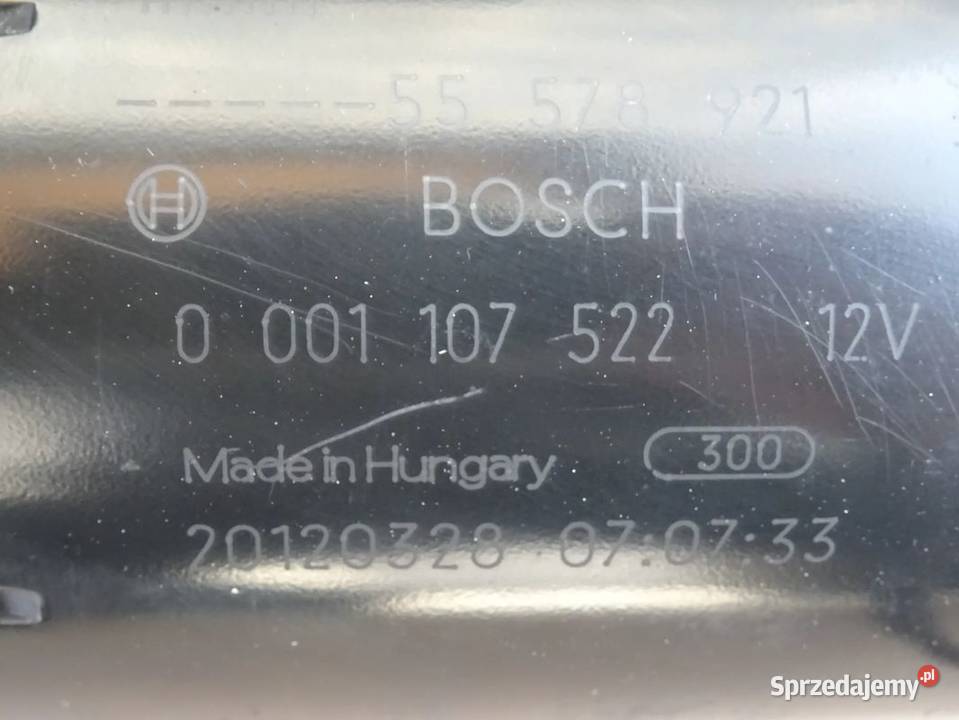 -----55 578 921
BOSCH
0 001 107 522 12V
Made in Hungary 300
20120328 07:07:33
Sprzedajemy.pl